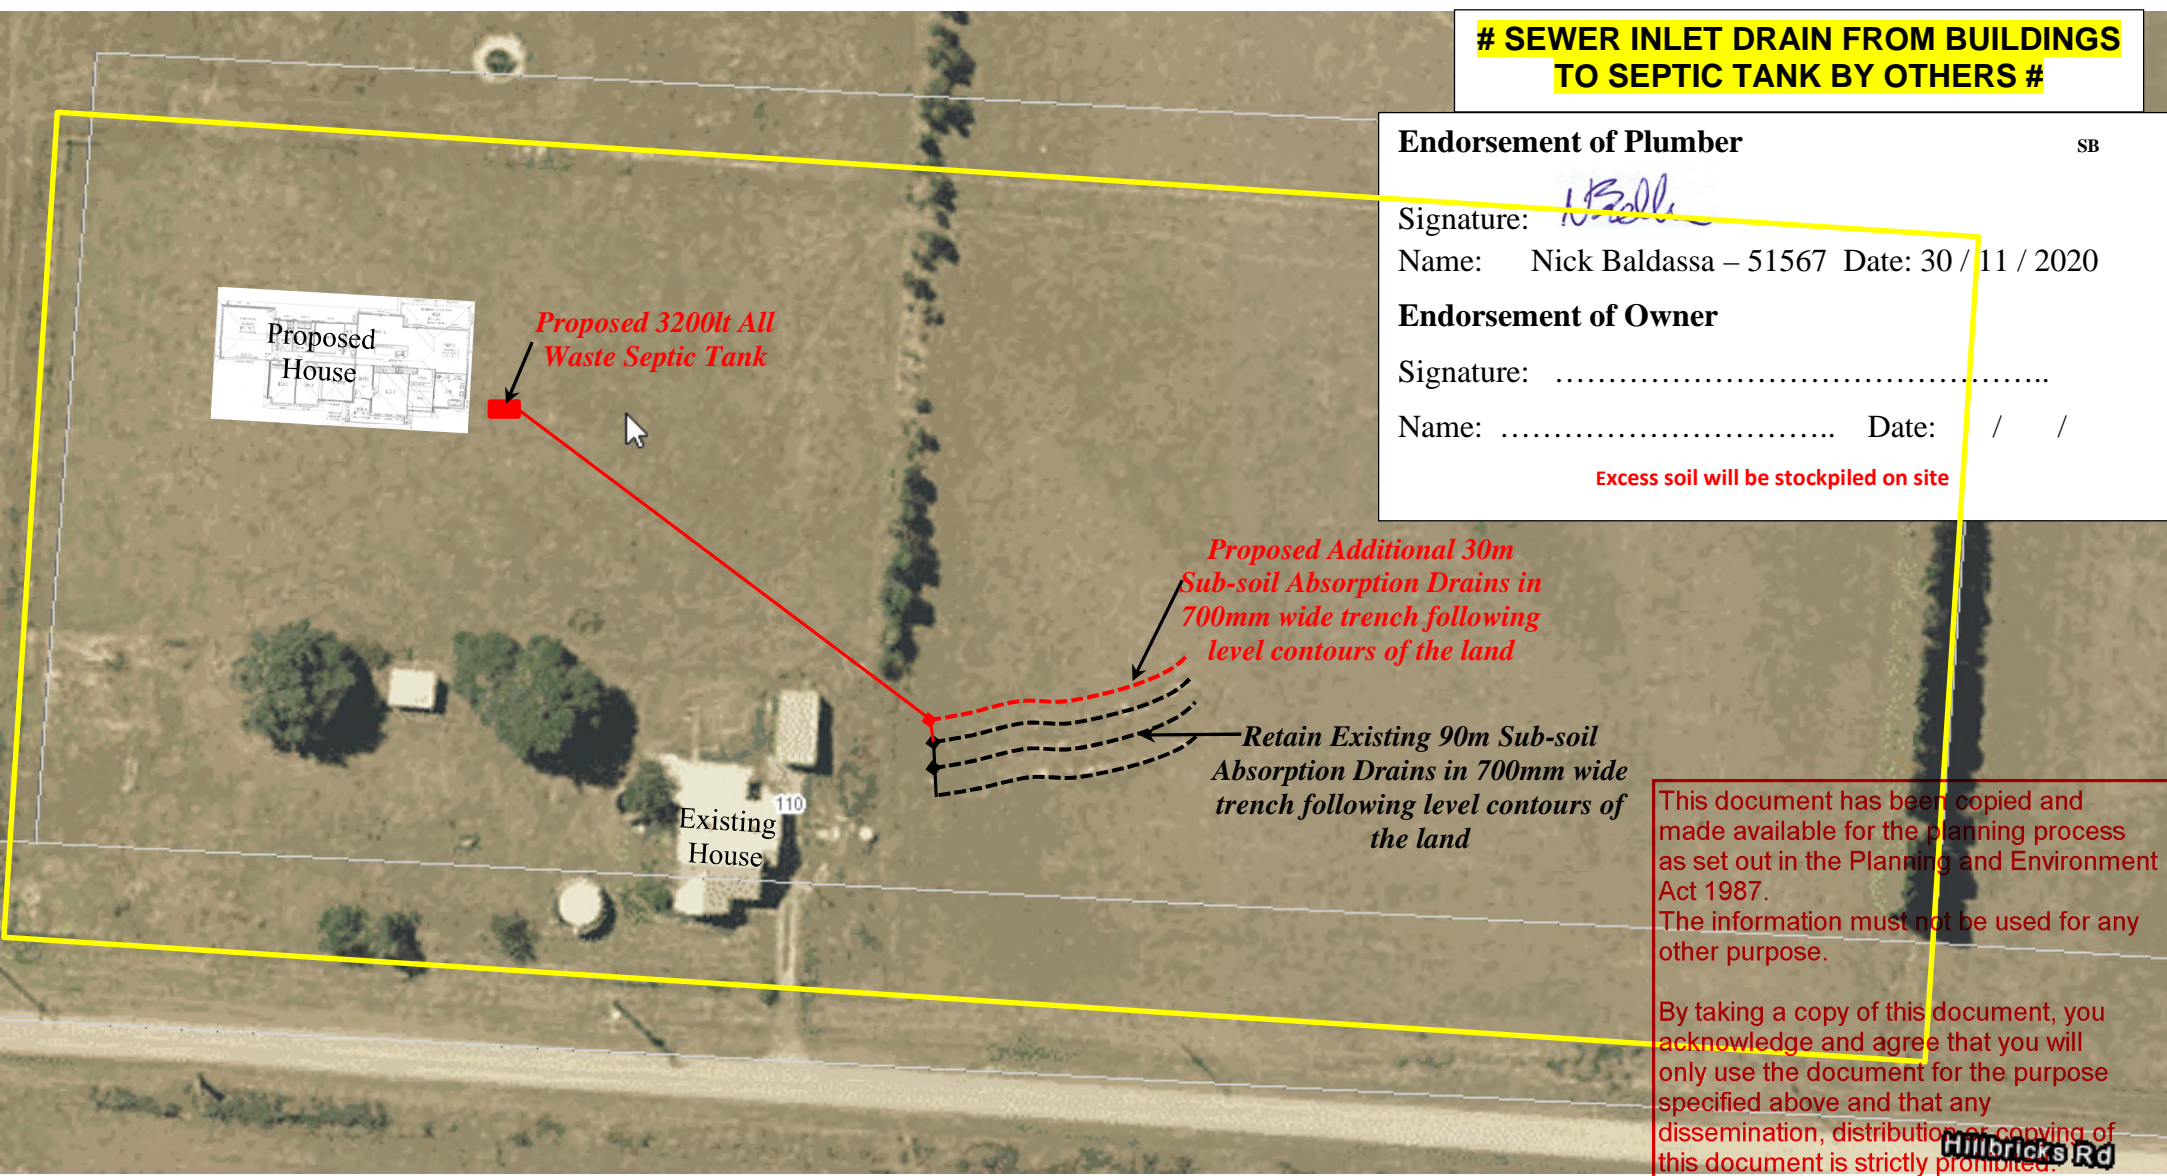 # SEWER INLET DRAIN FROM BUILDINGS
TO SEPTIC TANK BY OTHERS #
Endorsement of Plumber SB
Signature:
Name: Nick Baldassa – 51567 Date: 30 / 11 / 2020
Endorsement of Owner
Signature: …………………………………………..
Name: ………………………….. Date: / /
Excess soil will be stockpiled on site
Proposed
House
Proposed 3200lt All
Waste Septic Tank
Proposed Additional 30m
Sub-soil Absorption Drains in
700mm wide trench following
level contours of the land
Retain Existing 90m Sub-soil
Absorption Drains in 700mm wide
trench following level contours of
the land
110
Existing
House
This document has been copied and
made available for the planning process
as set out in the Planning and Environment
Act 1987.
The information must not be used for any
other purpose.
By taking a copy of this document, you
acknowledge and agree that you will
only use the document for the purpose
specified above and that any
dissemination, distribution or copying of
this document is strictly prohibited.
Hillbricks Rd